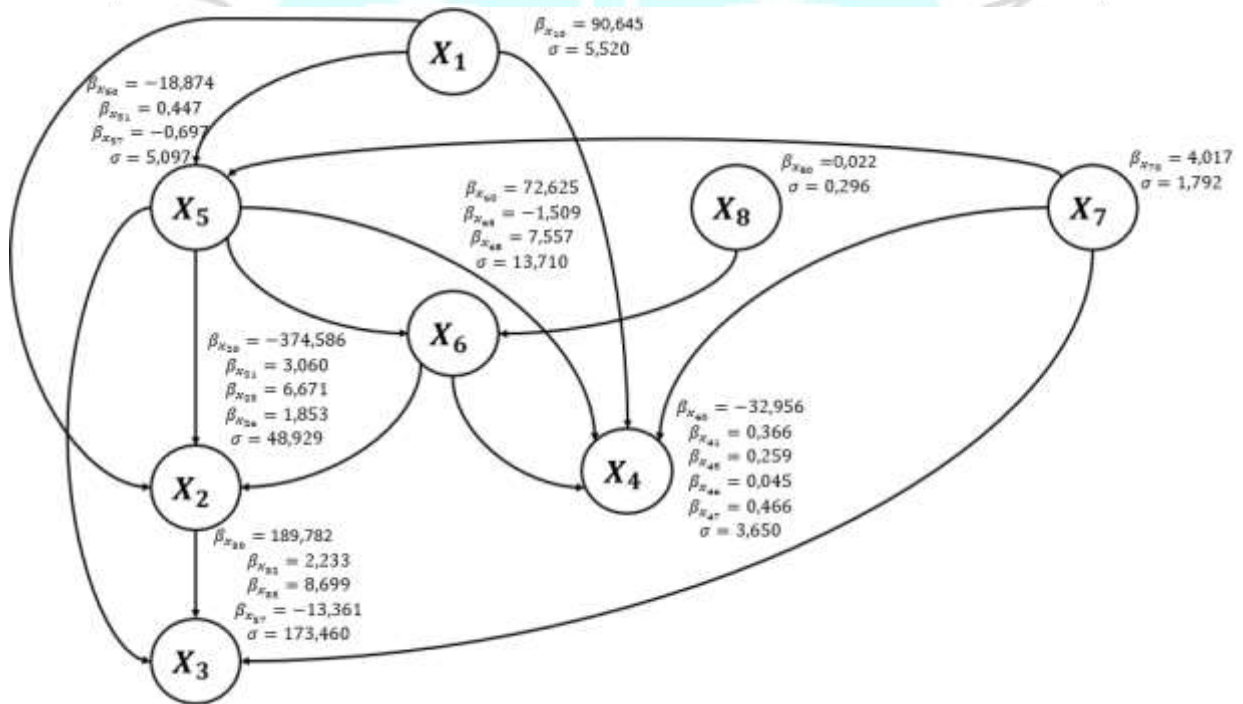 X₁
β_{x₁₀} = 90,645
σ = 5,520
β_{x₅₀} = −18,874
β_{x₅₁} = 0,447
β_{x₅₇} = −0,697
σ = 5,097
X₅
β_{x₆₀} = 72,625
β_{x₆₅} = −1,509
β_{x₆₈} = 7,557
σ = 13,710
X₈
β_{x₈₀} =0,022
σ = 0,296
X₇
β_{x₇₀} = 4,017
σ = 1,792
X₆
β_{x₂₀} = −374,586
β_{x₂₁} = 3,060
β_{x₂₅} = 6,671
β_{x₂₆} = 1,853
σ = 48,929
X₂
X₄
β_{x₄₀} = −32,956
β_{x₄₁} = 0,366
β_{x₄₅} = 0,259
β_{x₄₆} = 0,045
β_{x₄₇} = 0,466
σ = 3,650
β_{x₃₀} = 189,782
β_{x₃₂} = 2,233
β_{x₃₅} = 8,699
β_{x₃₇} = −13,361
σ = 173,460
X₃